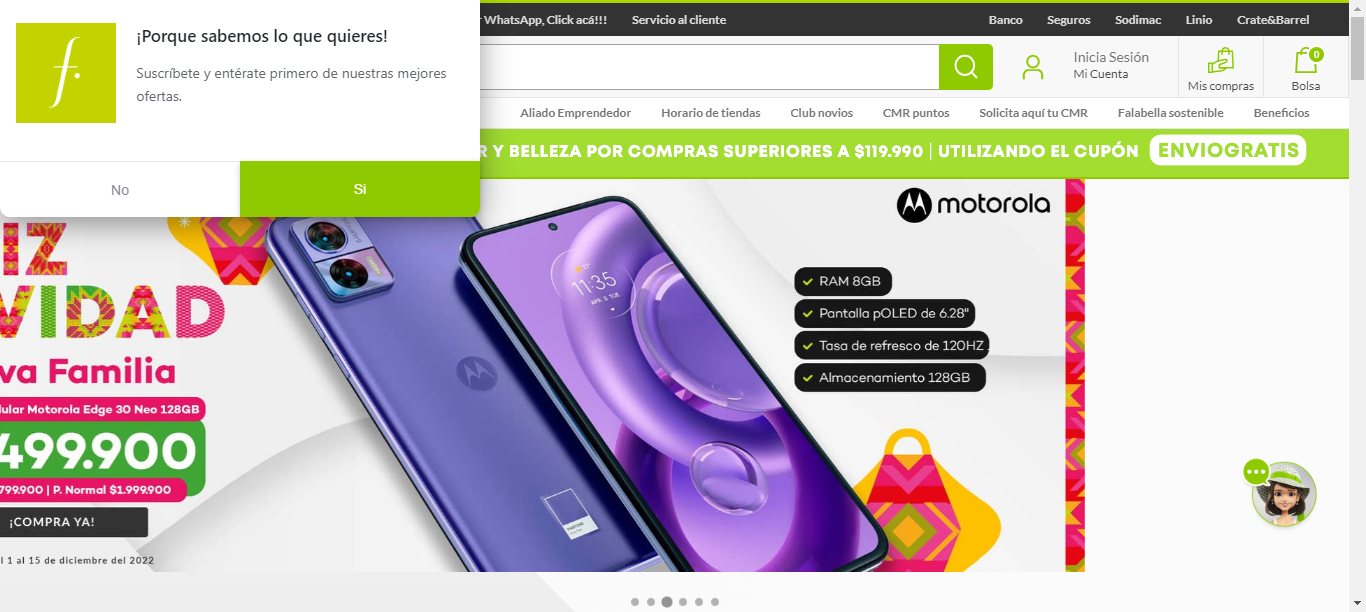 ¡Porque sabemos lo que quieres!
Suscríbete y entérate primero de nuestras mejores
ofertas.
No
Si
WhatsApp, Click acá!!!
Servicio al cliente
Banco
Seguros
Sodimac
Linio
Crate&Barrel
Inicia Sesión
Mi Cuenta
Mis compras
0
Bolsa
Aliado Emprendedor
Horario de tiendas
Club novios
CMR puntos
Solicita aquí tu CMR
Falabella sostenible
Beneficios
Y BELLEZA POR COMPRAS SUPERIORES A $119.990 | UTILIZANDO EL CUPÓN ENVIOGRATIS
motorola
RAM 8GB
Pantalla pOLED de 6.28"
Tasa de refresco de 120HZ
Almacenamiento 128GB
11:35
APR 3 TUE
IZ
VIDAD
va Familia
ular Motorola Edge 30 Neo 128GB
499.900
799.900 | P. Normal $1.999.900
¡COMPRA YA!
l 1 al 15 de diciembre del 2022